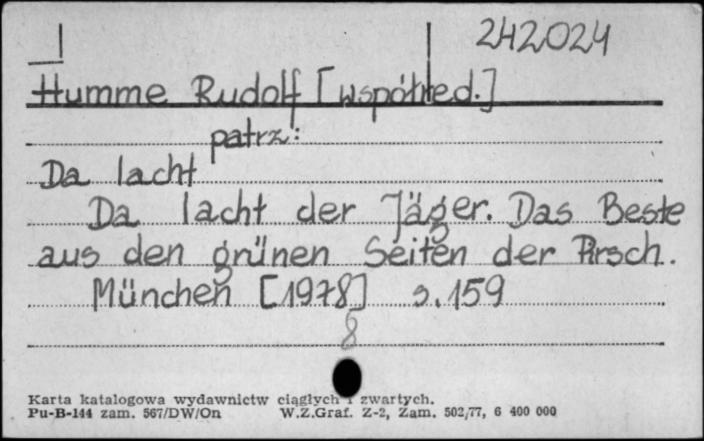 242024
Humme Rudolf [współred.]
patrz:
Da lacht
Da lacht der Jäger. Das Beste
aus den grünen Seiten der Pirsch.
München [1978] s. 159
8
Karta katalogowa wydawnictw ciągłych i zwartych.
Pu-B-144 zam. 567/DW/On W.Z.Graf. Z-2, Zam. 502/77, 6 400 000